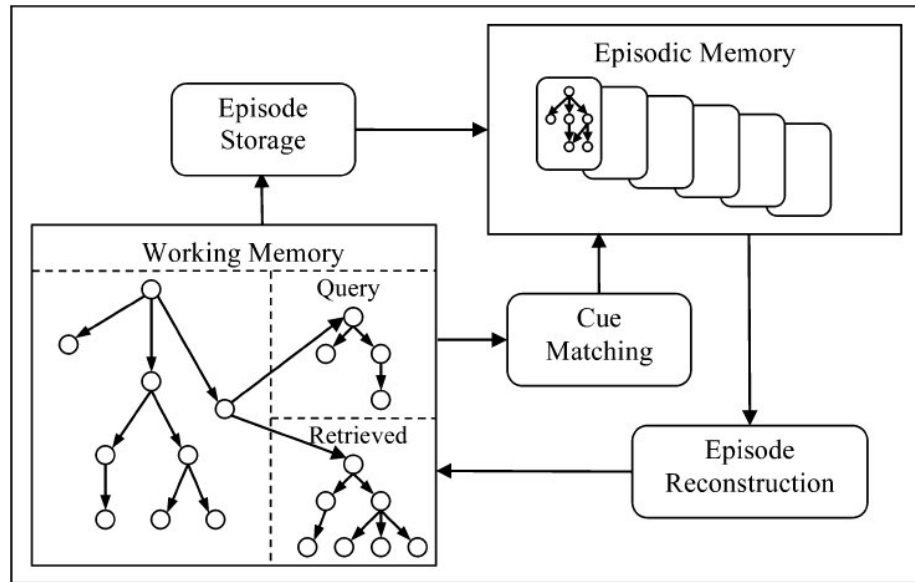 Episodic Memory
Episode
Storage
Working Memory
Query
Cue
Matching
Retrieved
Episode
Reconstruction